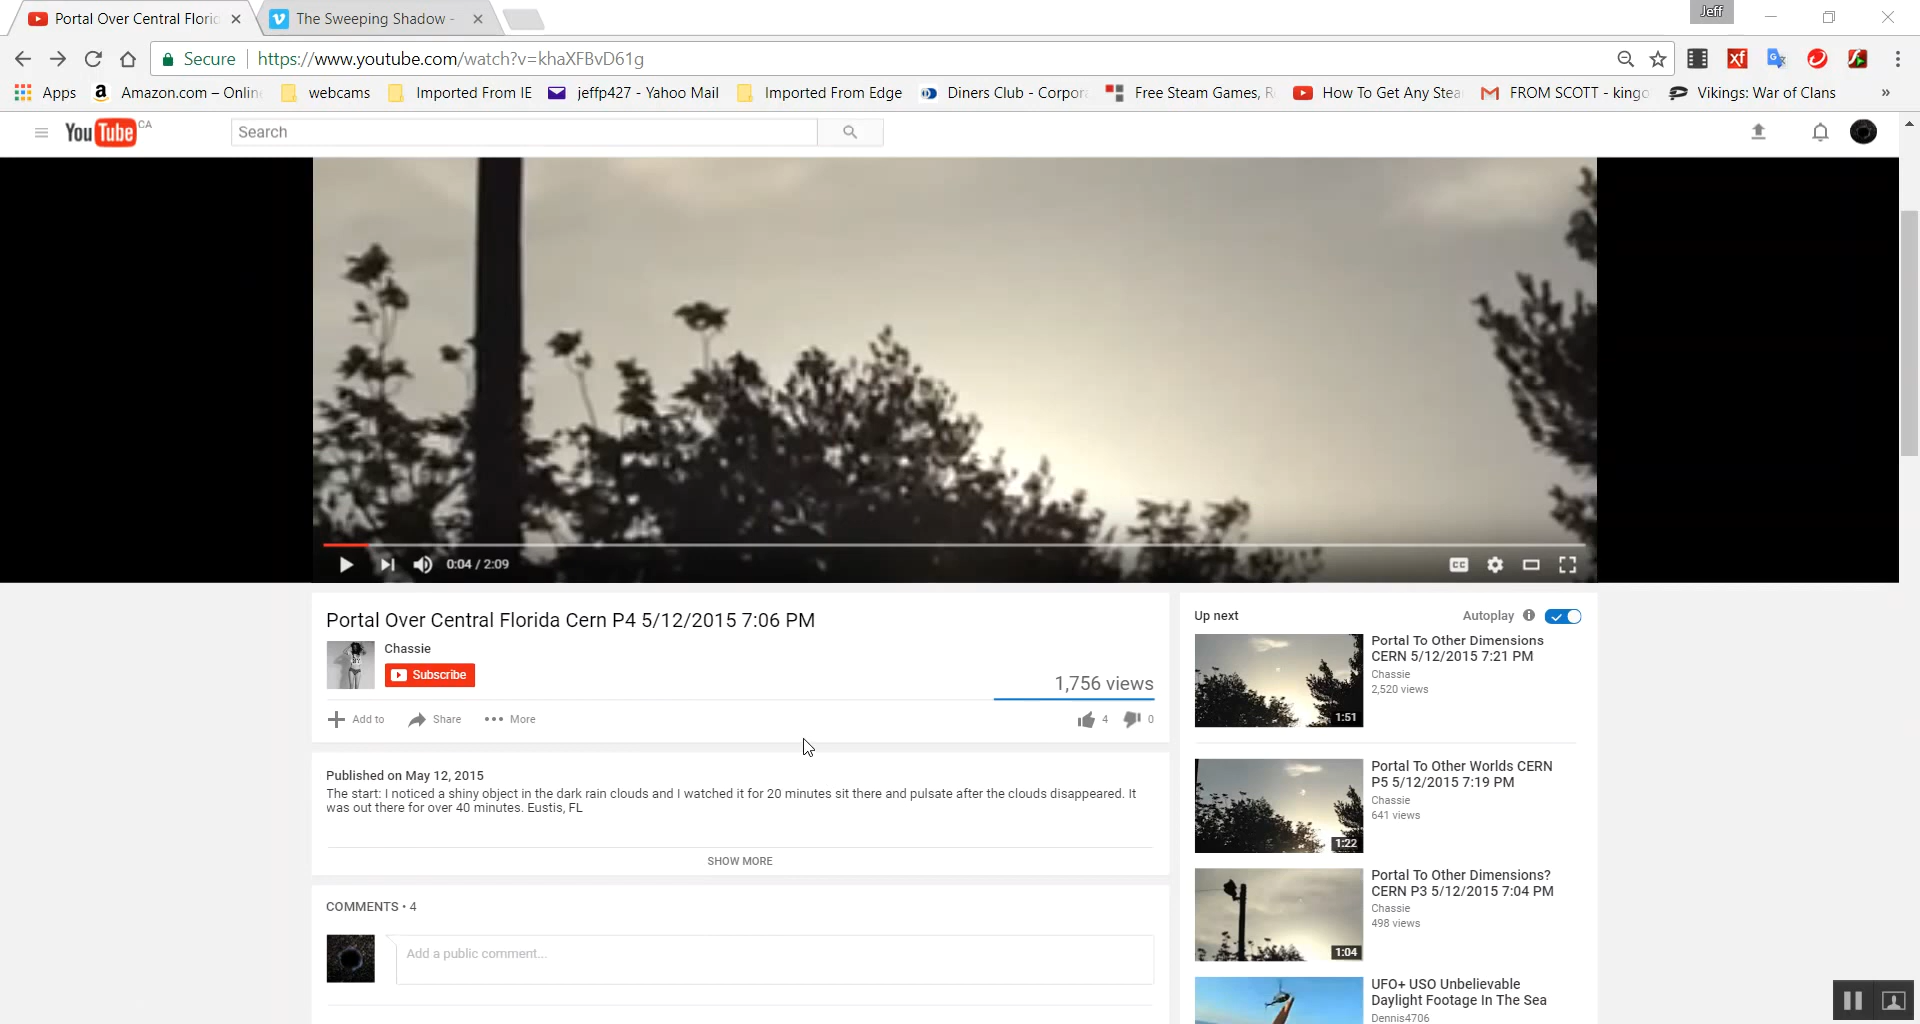 Portal Over Central Floric
The Sweeping Shadow -
Jeff
Secure
https://www.youtube.com/watch?v=khaXFBvD61g
Apps
Amazon.com – Onlin
webcams
Imported From IE
jeffp427 - Yahoo Mail
Imported From Edge
Diners Club - Corpor
Free Steam Games, R
How To Get Any Stea
FROM SCOTT - kingo
Vikings: War of Clans
»
YouTube CA
Search
0:04 / 2:09
CC
Portal Over Central Florida Cern P4 5/12/2015 7:06 PM
Chassie
Subscribe
1,756 views
Add to
Share
More
4
0
Published on May 12, 2015
The start: I noticed a shiny object in the dark rain clouds and I watched it for 20 minutes sit there and pulsate after the clouds disappeared. It
was out there for over 40 minutes. Eustis, FL
SHOW MORE
COMMENTS • 4
Add a public comment...
Up next
Autoplay
Portal To Other Dimensions
CERN 5/12/2015 7:21 PM
Chassie
2,520 views
1:51
Portal To Other Worlds CERN
P5 5/12/2015 7:19 PM
Chassie
641 views
1:22
Portal To Other Dimensions?
CERN P3 5/12/2015 7:04 PM
Chassie
498 views
1:04
UFO+ USO Unbelievable
Daylight Footage In The Sea
Dennis4706